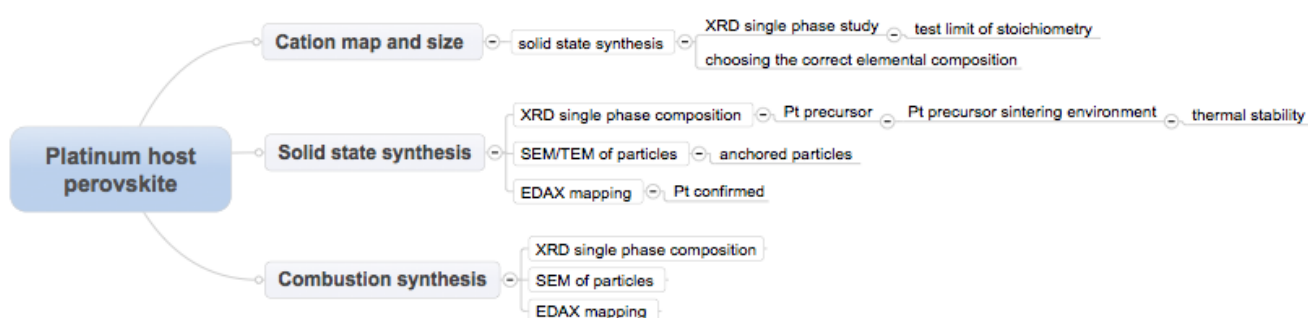 Platinum host
perovskite
Cation map and size
solid state synthesis
XRD single phase study
test limit of stoichiometry
choosing the correct elemental composition
Solid state synthesis
XRD single phase composition
Pt precursor
Pt precursor sintering environment
thermal stability
SEM/TEM of particles
anchored particles
EDAX mapping
Pt confirmed
Combustion synthesis
XRD single phase composition
SEM of particles
EDAX mapping